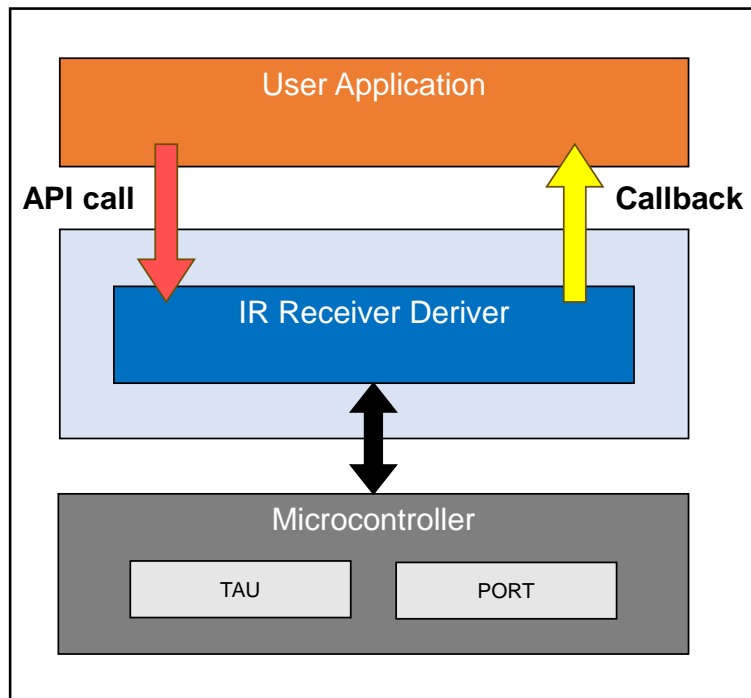 User Application
API call
Callback
IR Receiver Deriver
Microcontroller
TAU
PORT